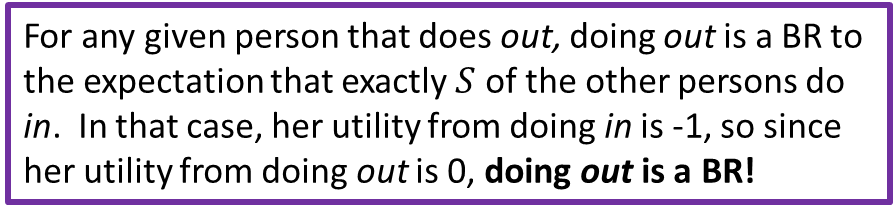 For any given person that does out, doing out is a BR to
the expectation that exactly S of the other persons do
in. In that case, her utility from doing in is -1, so since
her utility from doing out is 0, doing out is a BR!